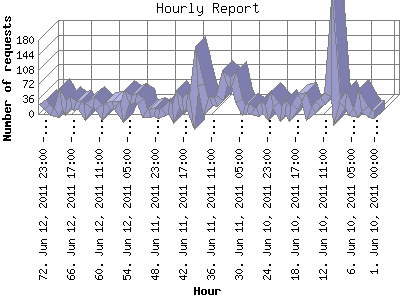 Hourly Report
Number of requests
180
144
108
72
36
0
72. Jun 12, 2011 23:00 -...
66. Jun 12, 2011 17:00 -...
60. Jun 12, 2011 11:00 -...
54. Jun 12, 2011 05:00 -...
48. Jun 11, 2011 23:00 -...
42. Jun 11, 2011 17:00 -...
36. Jun 11, 2011 11:00 -...
30. Jun 11, 2011 05:00 -...
24. Jun 10, 2011 23:00 -...
18. Jun 10, 2011 17:00 -...
12. Jun 10, 2011 11:00 -...
6. Jun 10, 2011 05:00 -...
1. Jun 10, 2011 00:00 -...
Hour